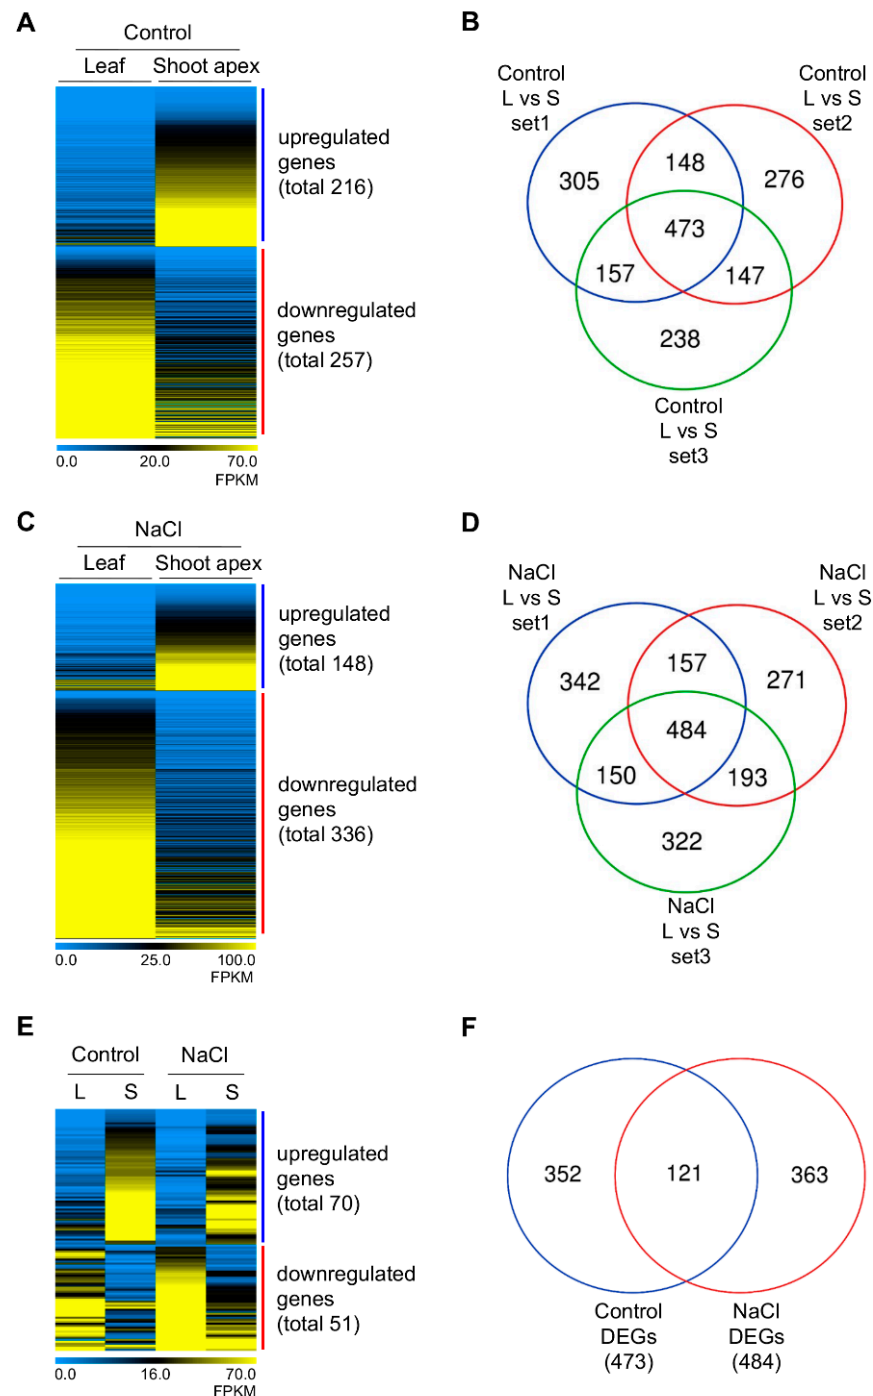 A
Control
Leaf
Shoot apex
upregulated
genes
(total 216)
downregulated
genes
(total 257)
0.0
20.0
70.0
FPKM
B
Control
L vs S
set1
Control
L vs S
set2
305
148
276
473
157
147
238
Control
L vs S
set3
C
NaCl
Leaf
Shoot apex
upregulated
genes
(total 148)
downregulated
genes
(total 336)
0.0
25.0
100.0
FPKM
D
NaCl
L vs S
set1
NaCl
L vs S
set2
342
157
271
484
150
193
322
NaCl
L vs S
set3
E
Control
NaCl
L
S
L
S
upregulated
genes
(total 70)
downregulated
genes
(total 51)
0.0
16.0
70.0
FPKM
F
352
121
363
Control
DEGs
(473)
NaCl
DEGs
(484)